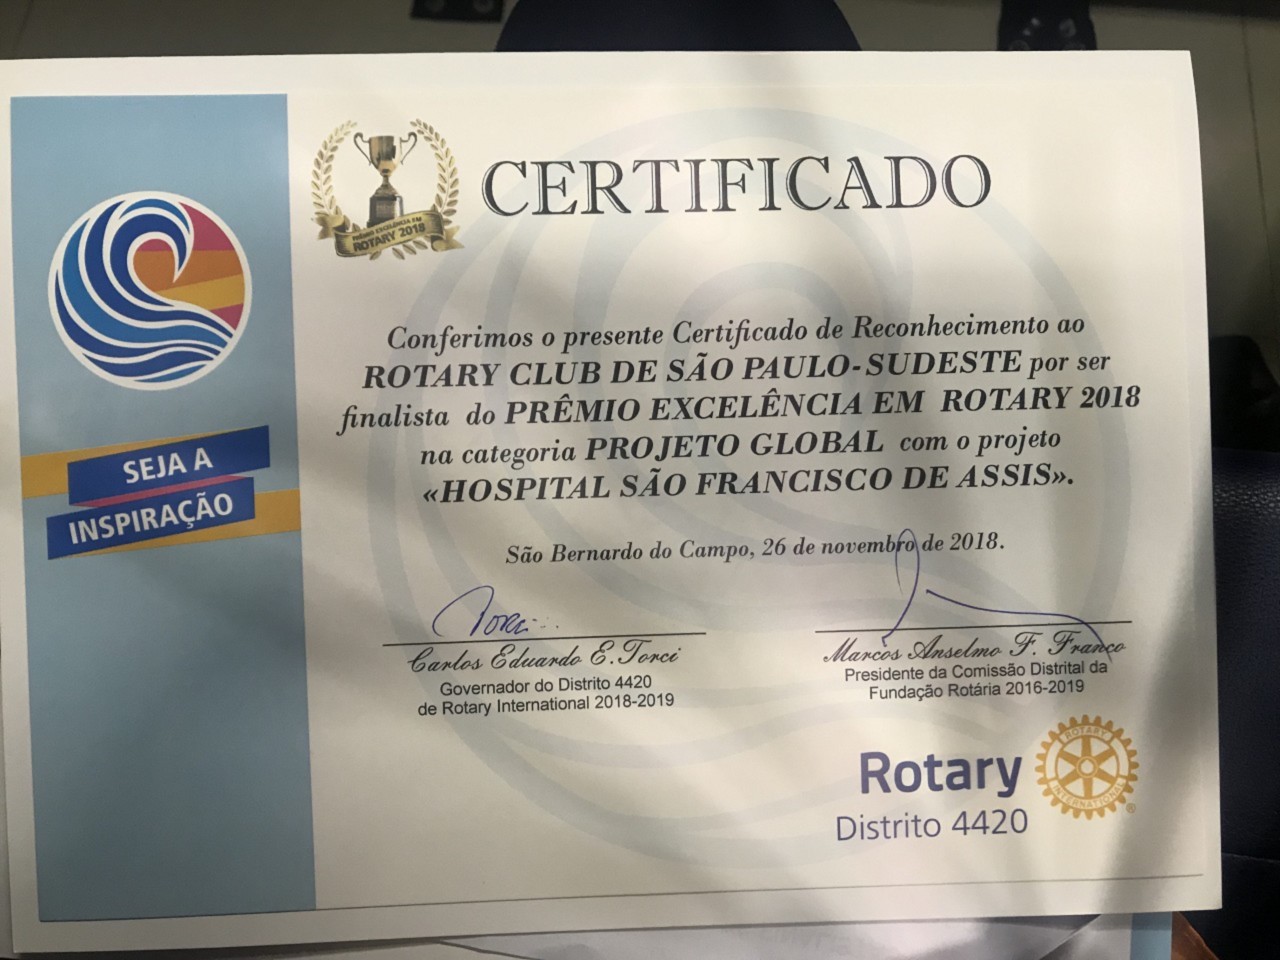 CERTIFICADO
PRÊMIO EXCELÊNCIA EM
ROTARY 2018
Conferimos o presente Certificado de Reconhecimento ao
ROTARY CLUB DE SÃO PAULO-SUDESTE por ser
finalista do PRÊMIO EXCELÊNCIA EM ROTARY 2018
na categoria PROJETO GLOBAL com o projeto
«HOSPITAL SÃO FRANCISCO DE ASSIS».
São Bernardo do Campo, 26 de novembro de 2018.
SEJA A
INSPIRAÇÃO
Torci
Carlos Eduardo E. Torci
Governador do Distrito 4420
de Rotary International 2018-2019
Marcos Anselmo F. Franco
Presidente da Comissão Distrital da
Fundação Rotária 2016-2019
Rotary
Distrito 4420
ROTARY
INTERNATIONAL
®